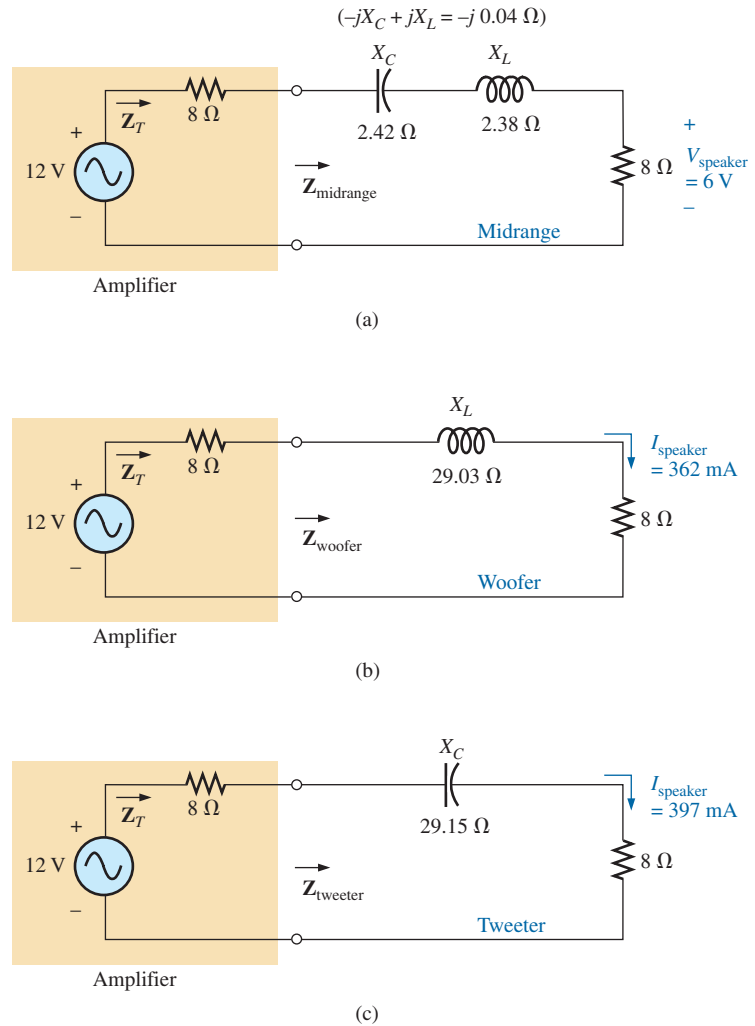 (–jX_C + jX_L = –j 0.04 Ω)
X_C
X_L
Z_T
8 Ω
2.42 Ω
2.38 Ω
+
12 V
–
Z_midrange
8 Ω
+
V_speaker
= 6 V
–
Midrange
Amplifier
(a)
X_L
Z_T
8 Ω
29.03 Ω
I_speaker
= 362 mA
+
12 V
–
Z_woofer
8 Ω
Woofer
Amplifier
(b)
X_C
Z_T
8 Ω
29.15 Ω
I_speaker
= 397 mA
+
12 V
–
Z_tweeter
8 Ω
Tweeter
Amplifier
(c)